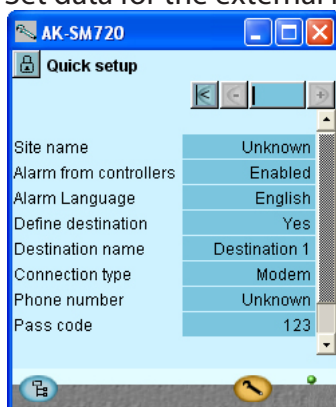 Set data for the external
AK-SM720
Quick setup
Site name Unknown
Alarm from controllers Enabled
Alarm Language English
Define destination Yes
Destination name Destination 1
Connection type Modem
Phone number Unknown
Pass code 123